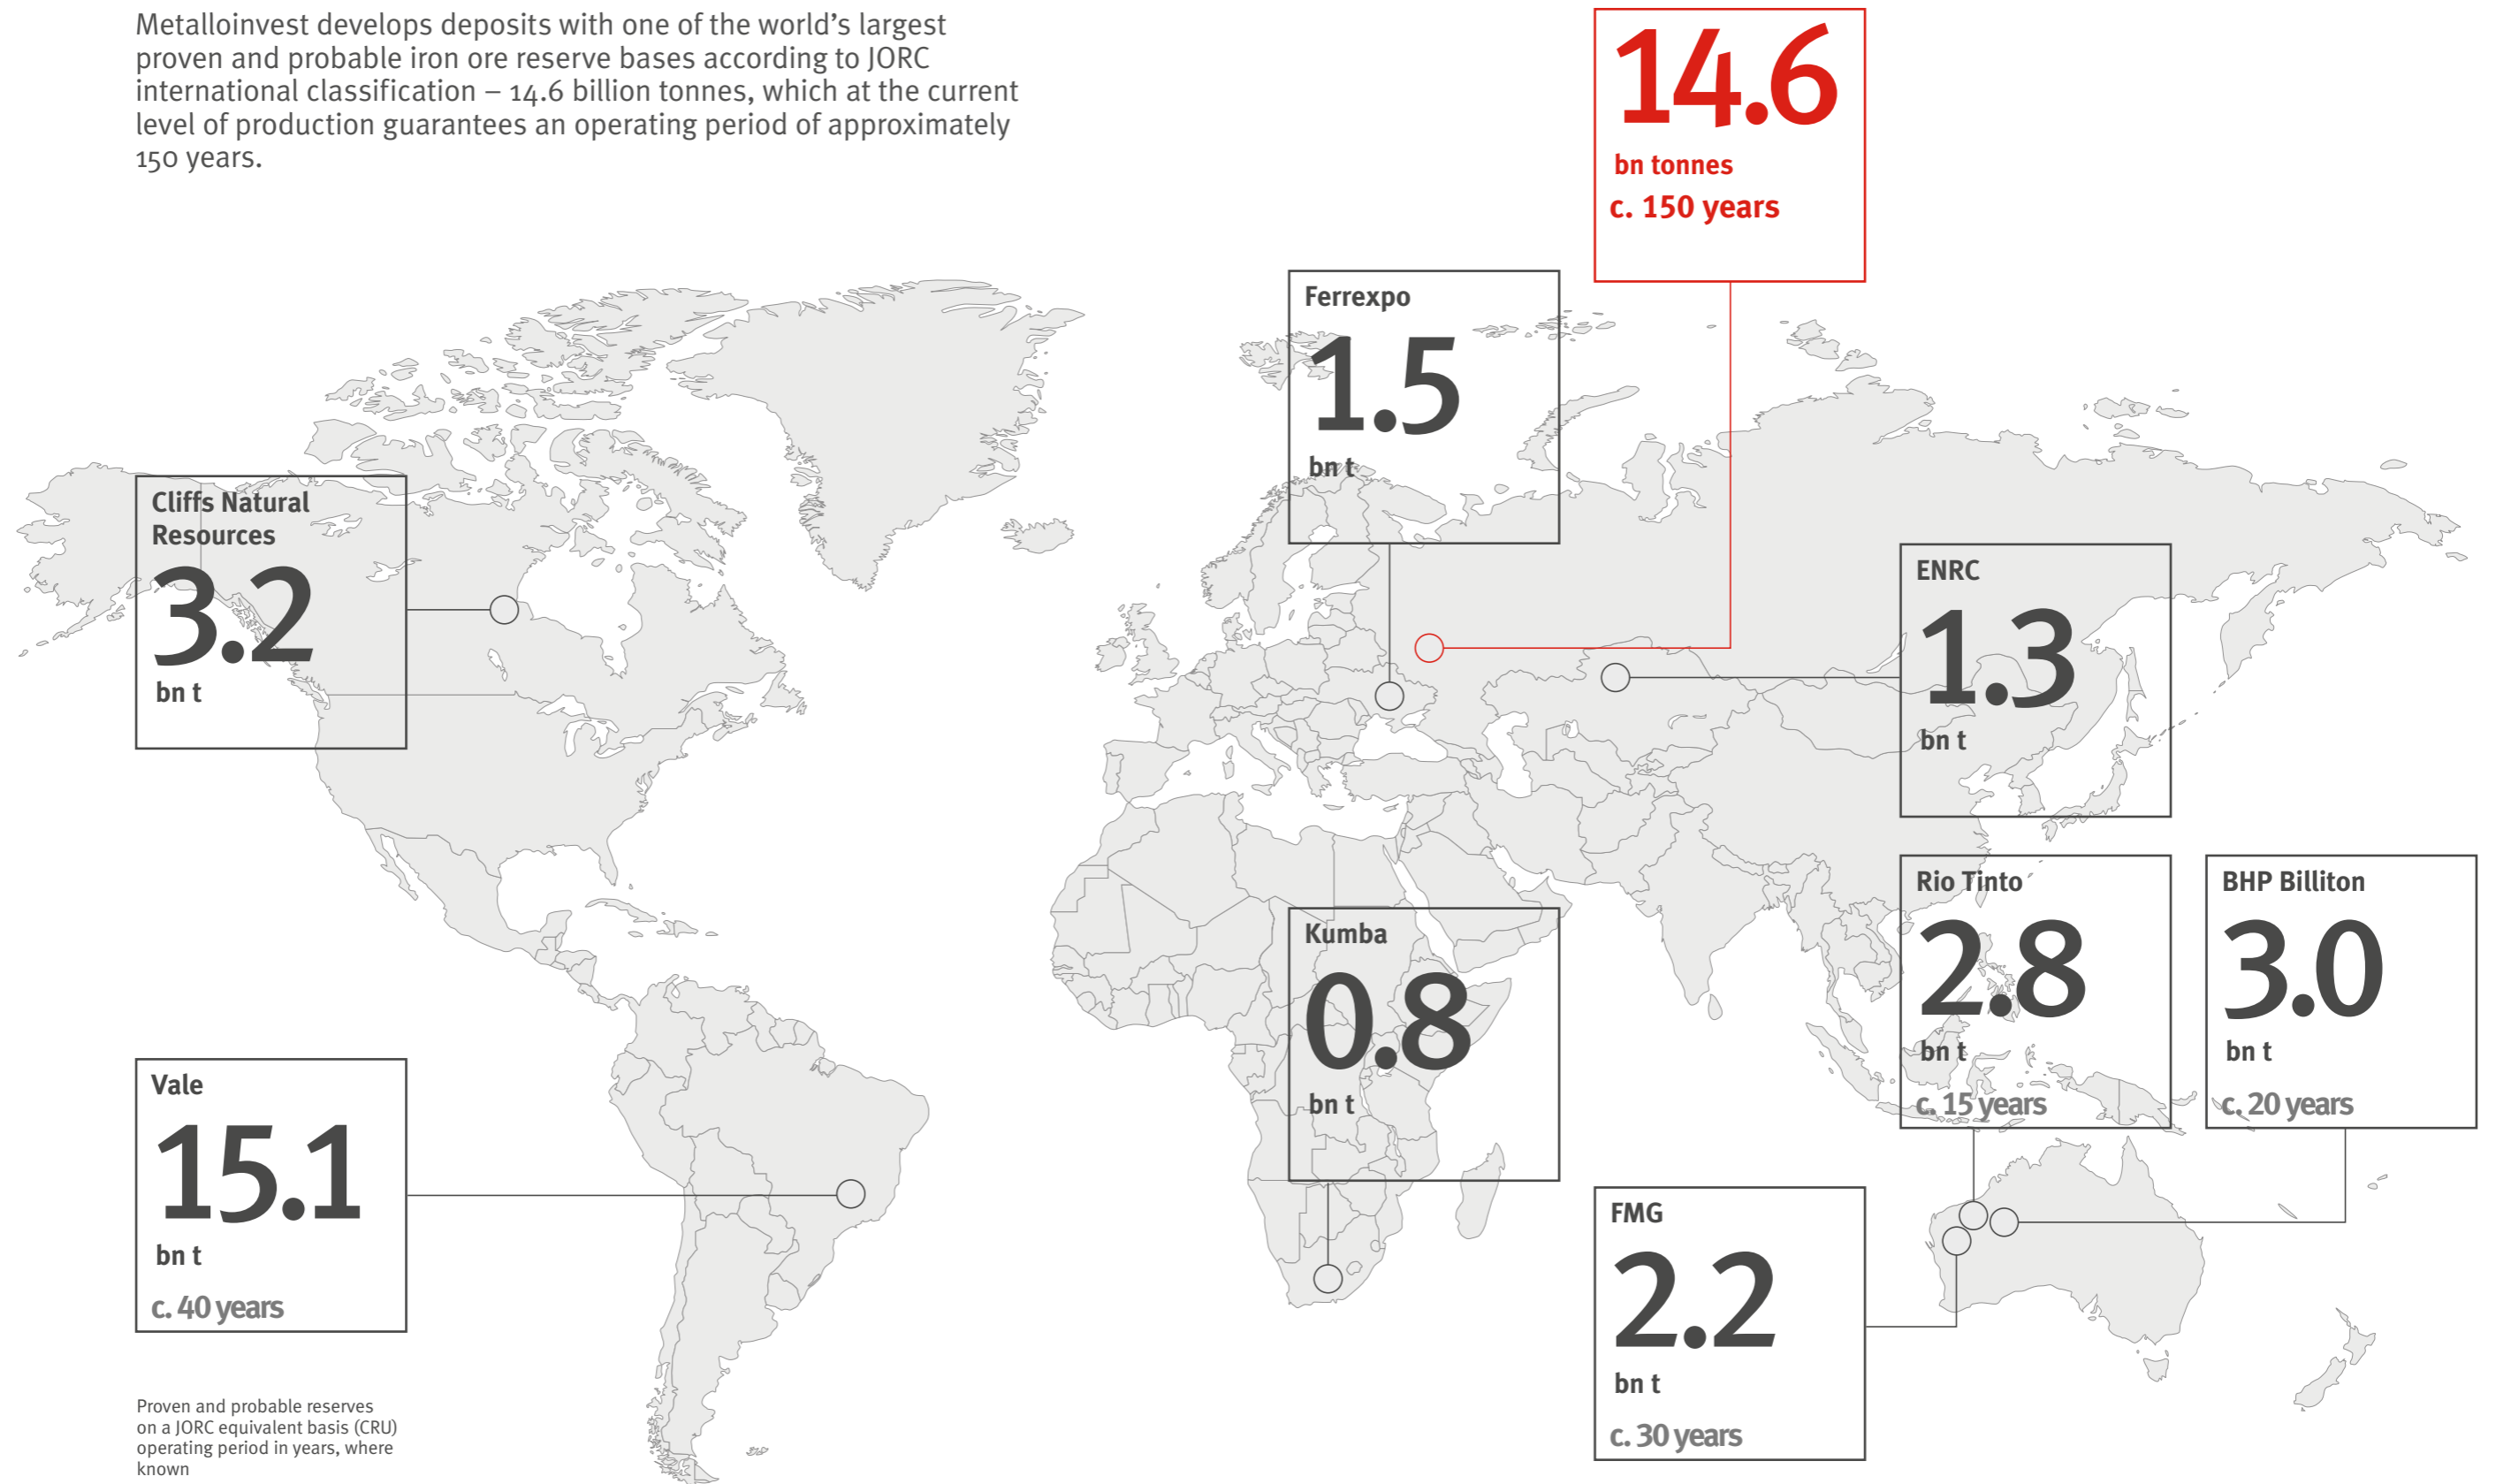 Metalloinvest develops deposits with one of the world’s largest
proven and probable iron ore reserve bases according to JORC
international classification – 14.6 billion tonnes, which at the current
level of production guarantees an operating period of approximately
150 years.
14.6
bn tonnes
c. 150 years
Ferrexpo
1.5
bn t
Cliffs Natural
Resources
3.2
bn t
ENRC
1.3
bn t
Rio Tinto
2.8
bn t
c. 15 years
BHP Billiton
3.0
bn t
c. 20 years
Kumba
0.8
bn t
Vale
15.1
bn t
c. 40 years
FMG
2.2
bn t
c. 30 years
Proven and probable reserves
on a JORC equivalent basis (CRU)
operating period in years, where
known